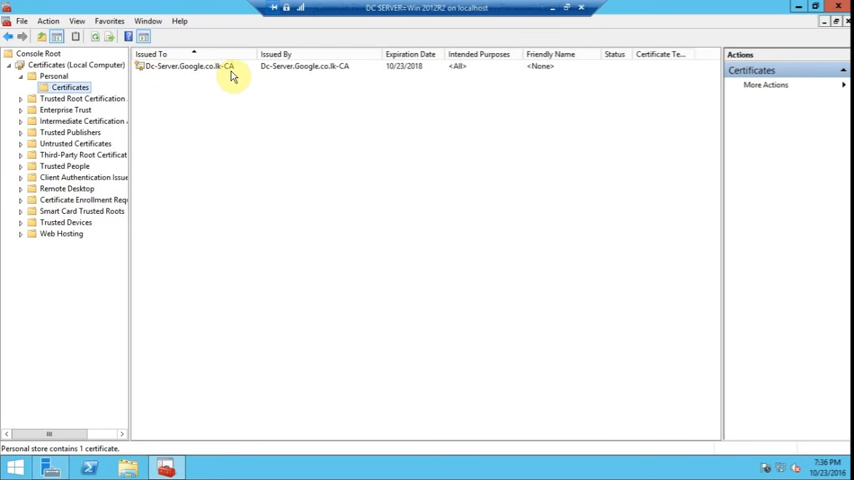 DC SERVER=Win 2012R2 on localhost
File Action View Favorites Window Help
Console Root
Certificates (Local Computer)
Personal
Certificates
Trusted Root Certification
Enterprise Trust
Intermediate Certification A
Trusted Publishers
Untrusted Certificates
Third-Party Root Certificat
Trusted People
Client Authentication Issue
Remote Desktop
Certificate Enrollment Requ
Smart Card Trusted Roots
Trusted Devices
Web Hosting
Issued To Issued By Expiration Date Intended Purposes Friendly Name Status Certificate Te...
Dc-Server.Google.co.lk-CA Dc-Server.Google.co.lk-CA 10/23/2018 <All> <None>
Actions
Certificates
More Actions
Personal store contains 1 certificate.
7:36 PM
10/23/2016